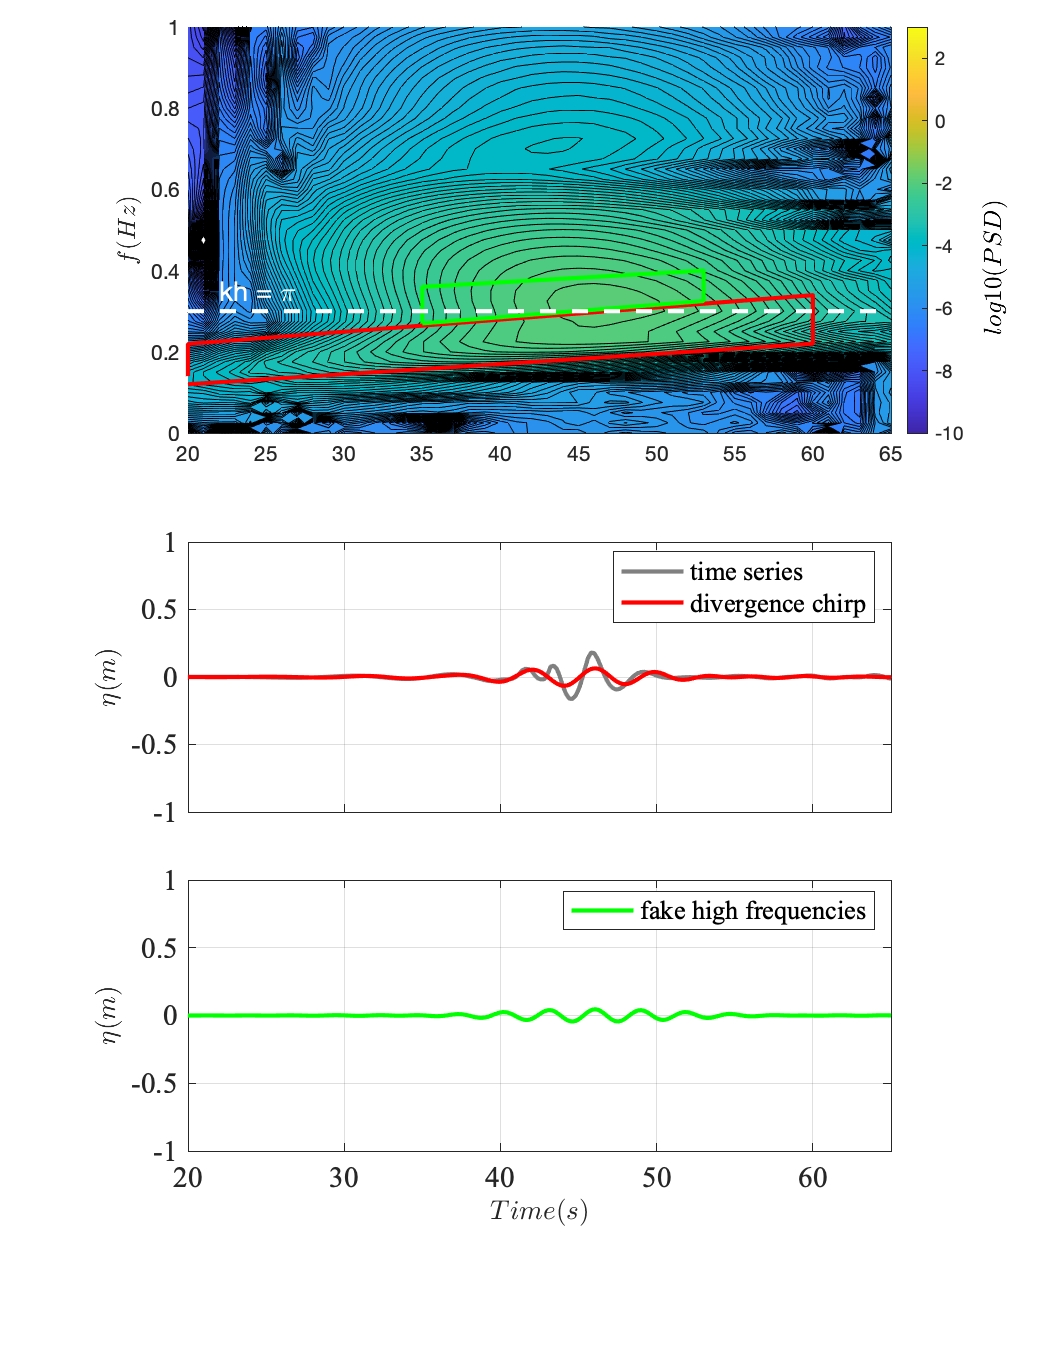 1
0.8
0.6
0.4
0.2
0
f(Hz)
kh = π
20 25 30 35 40 45 50 55 60 65
2
0
-2
-4
-6
-8
-10
log10(PSD)
1
0.5
0
-0.5
-1
η(m)
time series
divergence chirp
1
0.5
0
-0.5
-1
η(m)
fake high frequencies
20 30 40 50 60
Time(s)